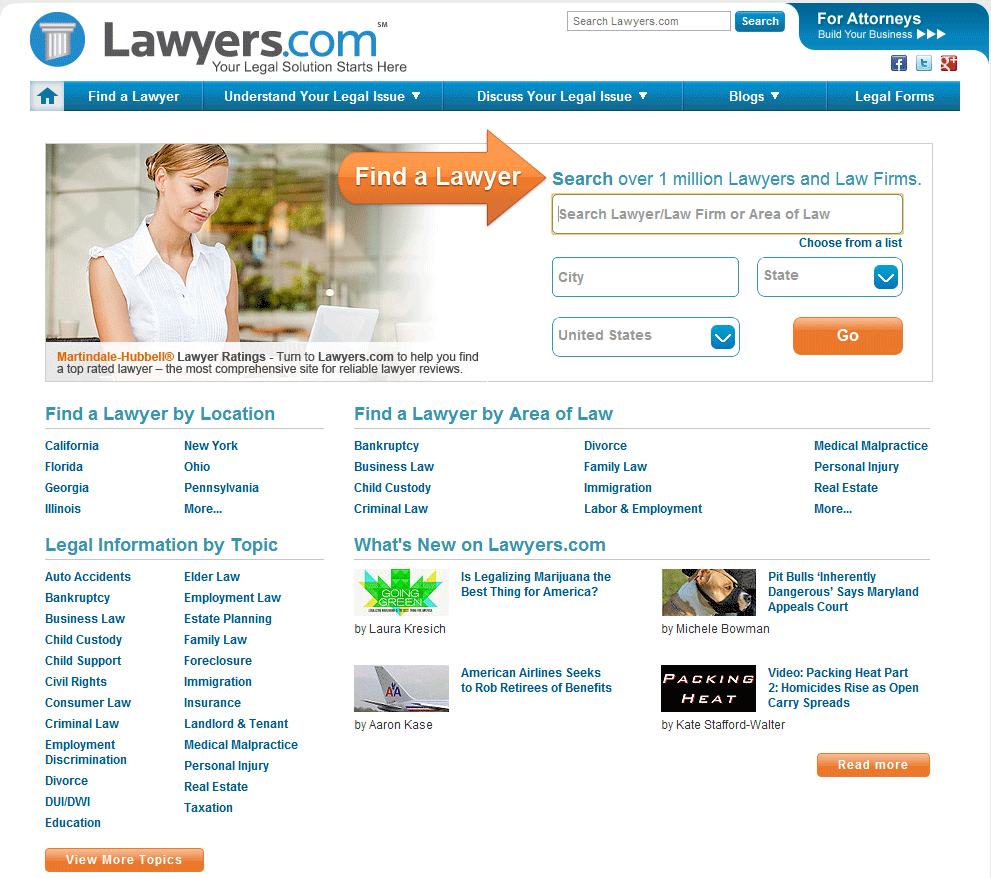 Lawyers.com℠
Your Legal Solution Starts Here
Search Lawyers.com
Search
For Attorneys
Build Your Business
Find a Lawyer
Understand Your Legal Issue
Discuss Your Legal Issue
Blogs
Legal Forms
Find a Lawyer
Search over 1 million Lawyers and Law Firms.
Search Lawyer/Law Firm or Area of Law
Choose from a list
City
State
United States
Go
Martindale-Hubbell® Lawyer Ratings - Turn to Lawyers.com to help you find
a top rated lawyer – the most comprehensive site for reliable lawyer reviews.
Find a Lawyer by Location
California
Florida
Georgia
Illinois
New York
Ohio
Pennsylvania
More...
Find a Lawyer by Area of Law
Bankruptcy
Business Law
Child Custody
Criminal Law
Divorce
Family Law
Immigration
Labor & Employment
Medical Malpractice
Personal Injury
Real Estate
More...
Legal Information by Topic
Auto Accidents
Bankruptcy
Business Law
Child Custody
Child Support
Civil Rights
Consumer Law
Criminal Law
Employment
Discrimination
Divorce
DUI/DWI
Education
Elder Law
Employment Law
Estate Planning
Family Law
Foreclosure
Immigration
Insurance
Landlord & Tenant
Medical Malpractice
Personal Injury
Real Estate
Taxation
View More Topics
What's New on Lawyers.com
GOING
GREEN
LEGALIZING MARIJUANA IS THE BEST THING FOR AMERICA
Is Legalizing Marijuana the
Best Thing for America?
by Laura Kresich
Pit Bulls ‘Inherently
Dangerous’ Says Maryland
Appeals Court
by Michele Bowman
AA
American Airlines Seeks
to Rob Retirees of Benefits
by Aaron Kase
PACKING
HEAT
Video: Packing Heat Part
2: Homicides Rise as Open
Carry Spreads
by Kate Stafford-Walter
Read more